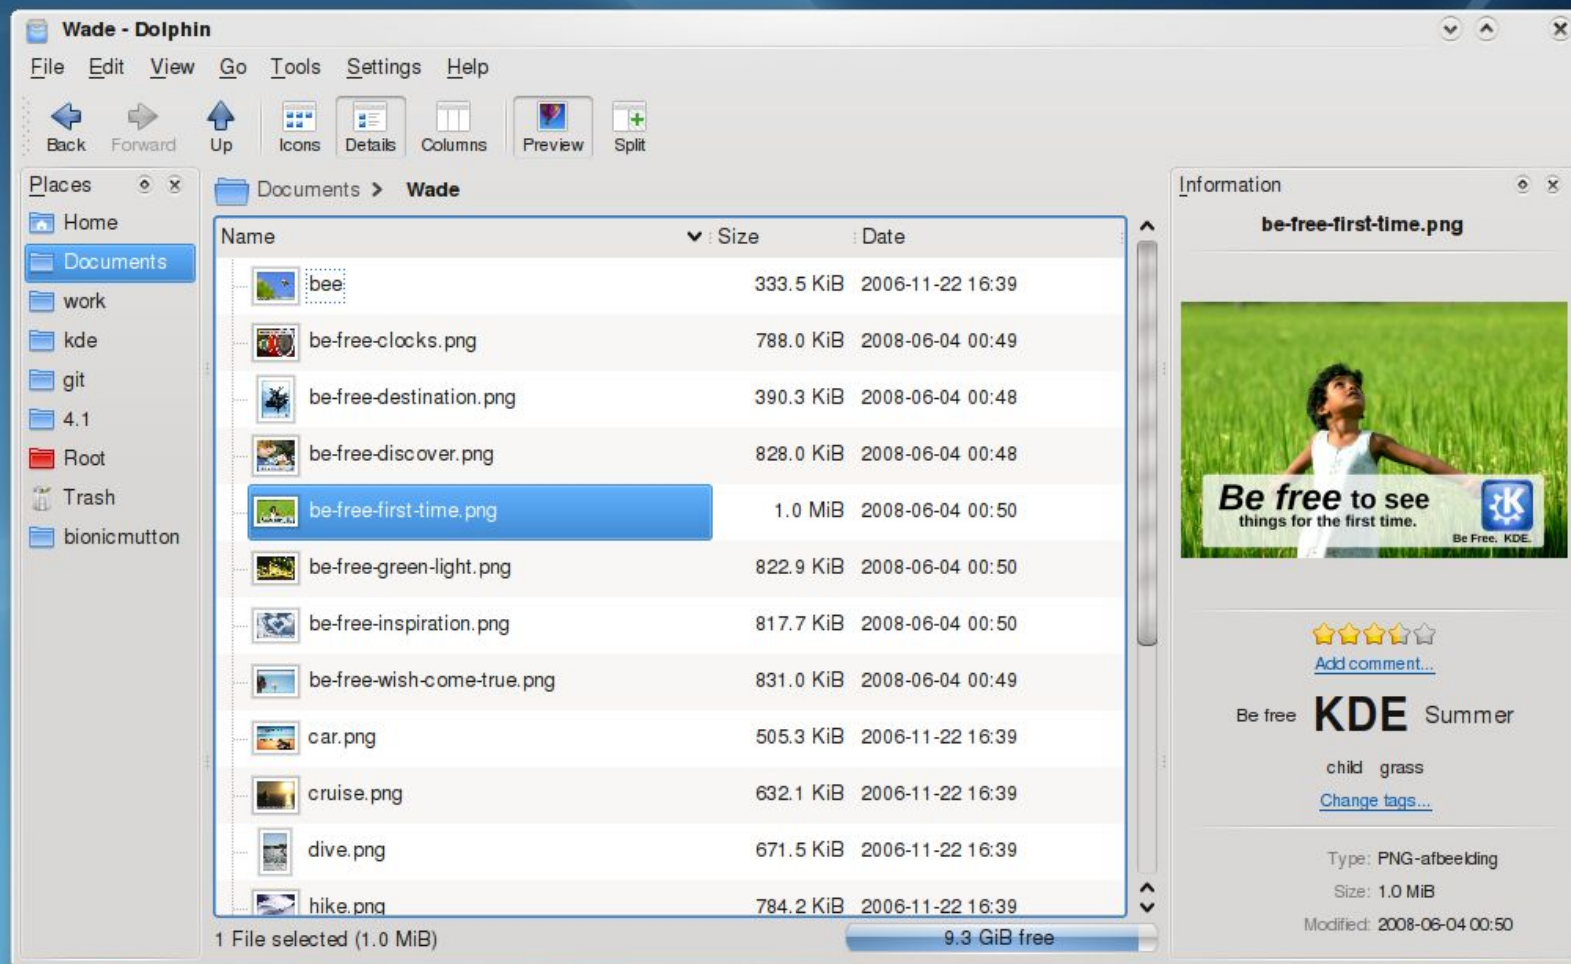 Wade - Dolphin
File Edit View Go Tools Settings Help
Back Forward Up Icons Details Columns Preview Split
Places
Home
Documents
work
kde
git
4.1
Root
Trash
bionicmutton
Documents > Wade
Name Size Date
bee 333.5 KiB 2006-11-22 16:39
be-free-clocks.png 788.0 KiB 2008-06-04 00:49
be-free-destination.png 390.3 KiB 2008-06-04 00:48
be-free-discover.png 828.0 KiB 2008-06-04 00:48
be-free-first-time.png 1.0 MiB 2008-06-04 00:50
be-free-green-light.png 822.9 KiB 2008-06-04 00:50
be-free-inspiration.png 817.7 KiB 2008-06-04 00:50
be-free-wish-come-true.png 831.0 KiB 2008-06-04 00:49
car.png 505.3 KiB 2006-11-22 16:39
cruise.png 632.1 KiB 2006-11-22 16:39
dive.png 671.5 KiB 2006-11-22 16:39
hike.png 784.2 KiB 2006-11-22 16:39
1 File selected (1.0 MiB) 9.3 GiB free
Information
be-free-first-time.png
Be free to see
things for the first time.
K
Be Free. KDE.
Add comment...
Be free KDE Summer
child grass
Change tags...
Type: PNG-afbeelding
Size: 1.0 MiB
Modified: 2008-06-04 00:50